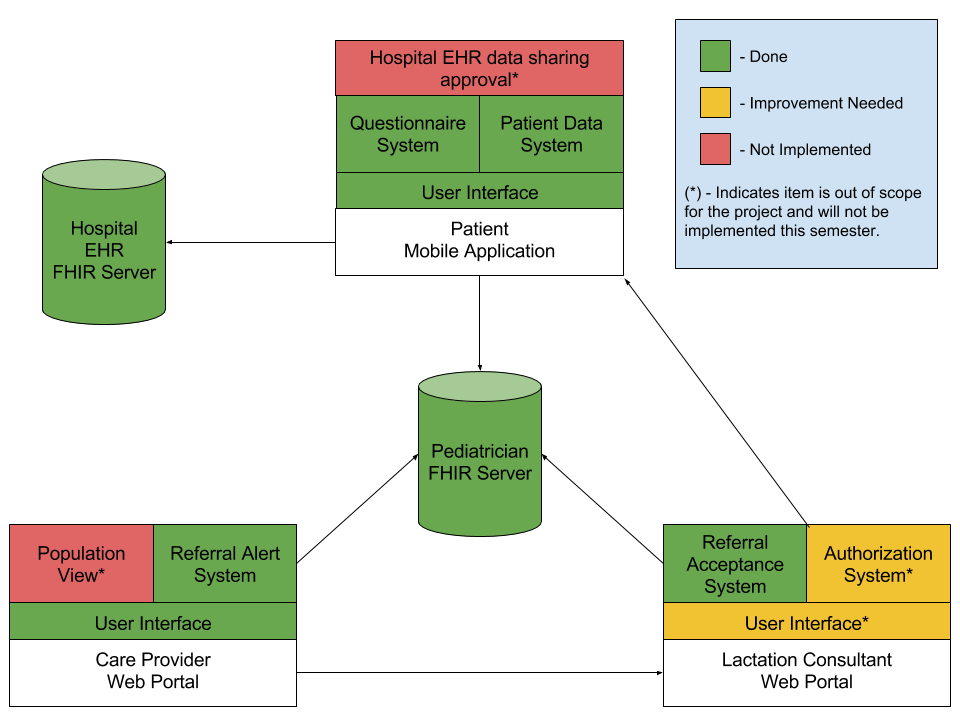 Hospital EHR data sharing
approval*
Questionnaire
System
Patient Data
System
User Interface
Patient
Mobile Application
- Done
- Improvement Needed
- Not Implemented
(*) - Indicates item is out of scope
for the project and will not be
implemented this semester.
Hospital
EHR
FHIR Server
Pediatrician
FHIR Server
Population
View*
Referral Alert
System
User Interface
Care Provider
Web Portal
Referral
Acceptance
System
Authorization
System*
User Interface*
Lactation Consultant
Web Portal